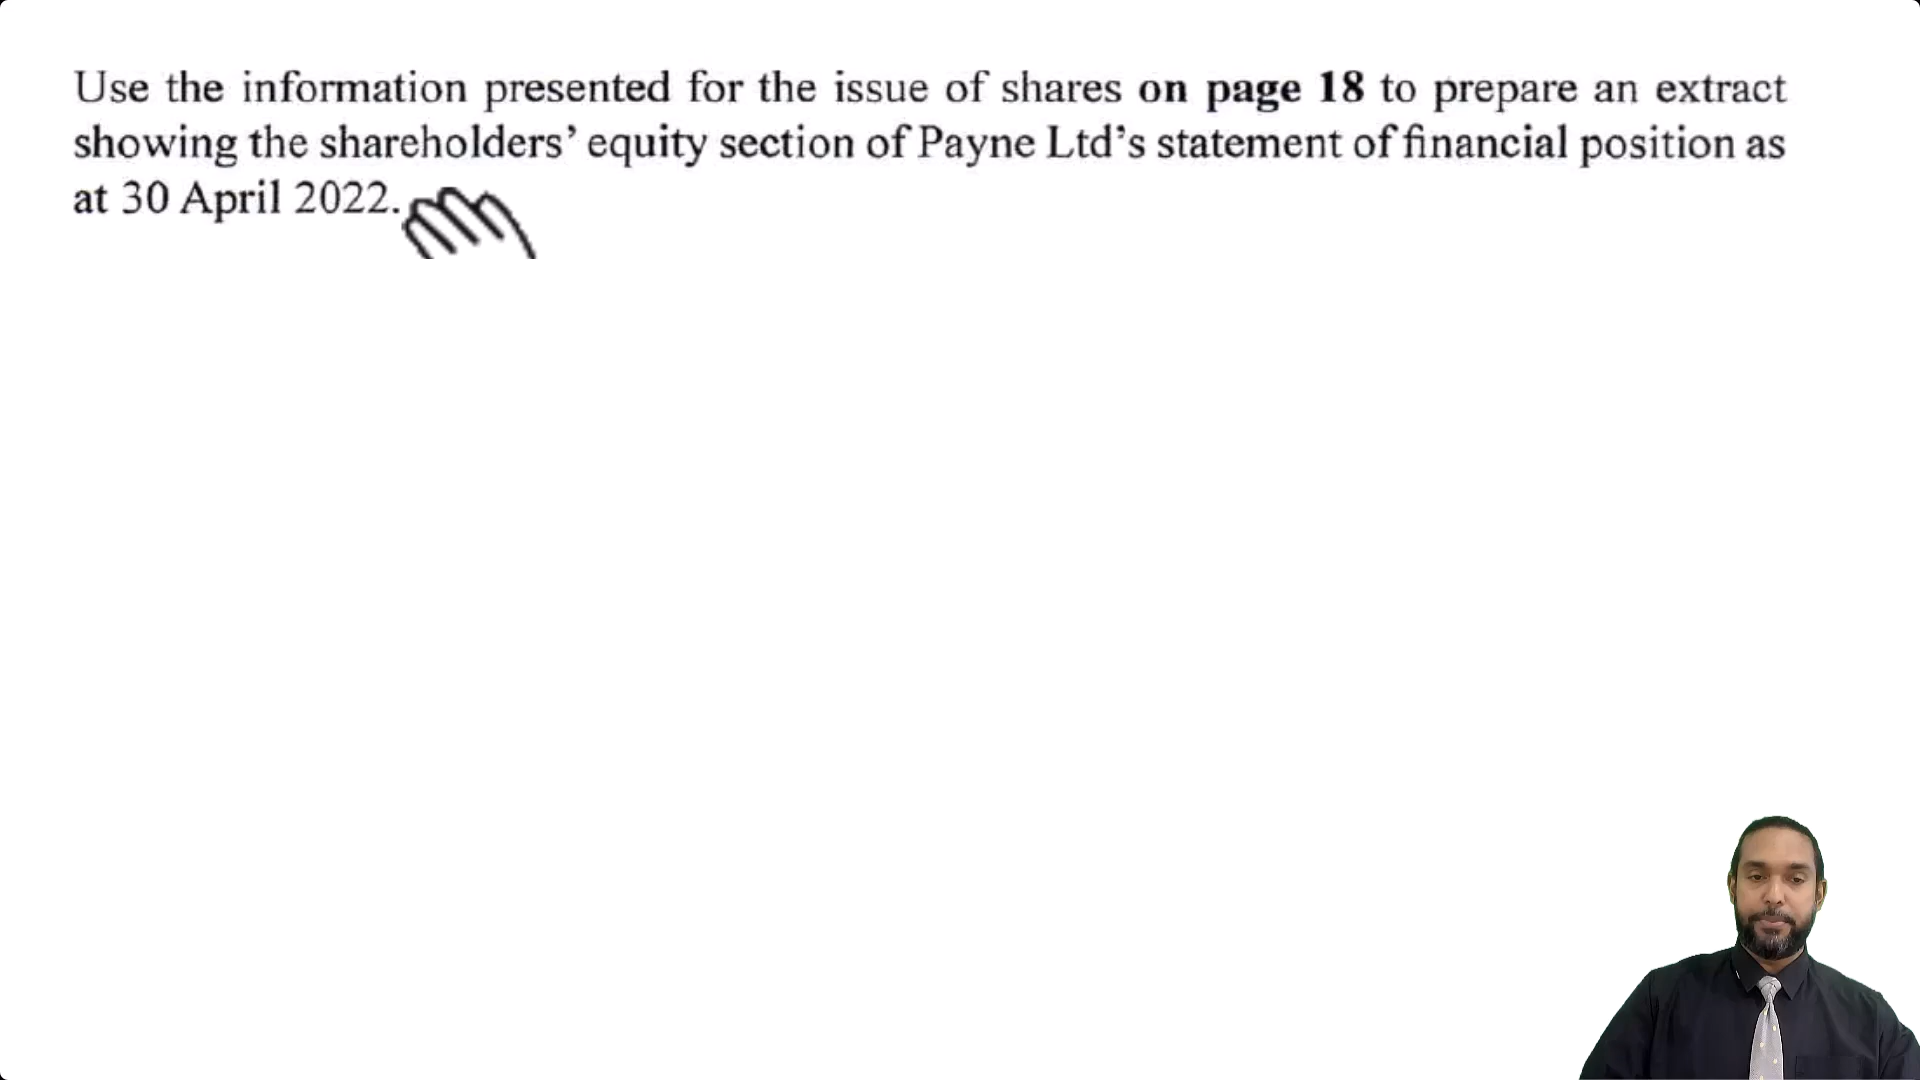 Use the information presented for the issue of shares on page 18 to prepare an extract
showing the shareholders’ equity section of Payne Ltd’s statement of financial position as
at 30 April 2022.